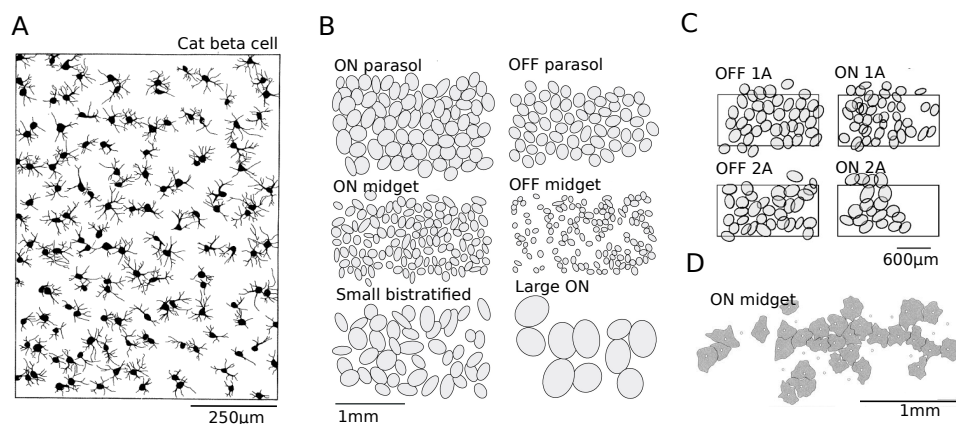 A
Cat beta cell
250μm
B
ON parasol
OFF parasol
ON midget
OFF midget
Small bistratified
Large ON
1mm
C
OFF 1A
ON 1A
OFF 2A
ON 2A
600μm
D
ON midget
1mm